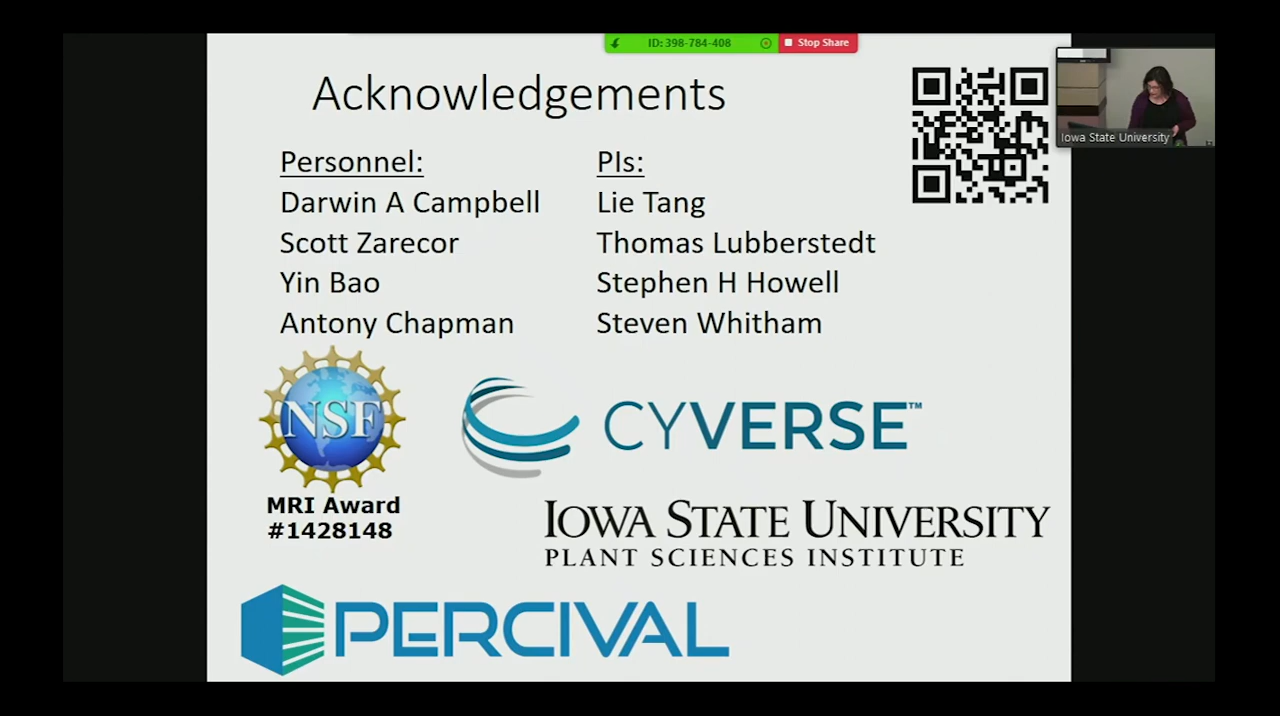 ID: 398-784-408
Stop Share
Acknowledgements
Iowa State University
Personnel:
Darwin A Campbell
Scott Zarecor
Yin Bao
Antony Chapman
PIs:
Lie Tang
Thomas Lubberstedt
Stephen H Howell
Steven Whitham
NSF
MRI Award
#1428148
CYVERSE™
IOWA STATE UNIVERSITY
PLANT SCIENCES INSTITUTE
PERCIVAL